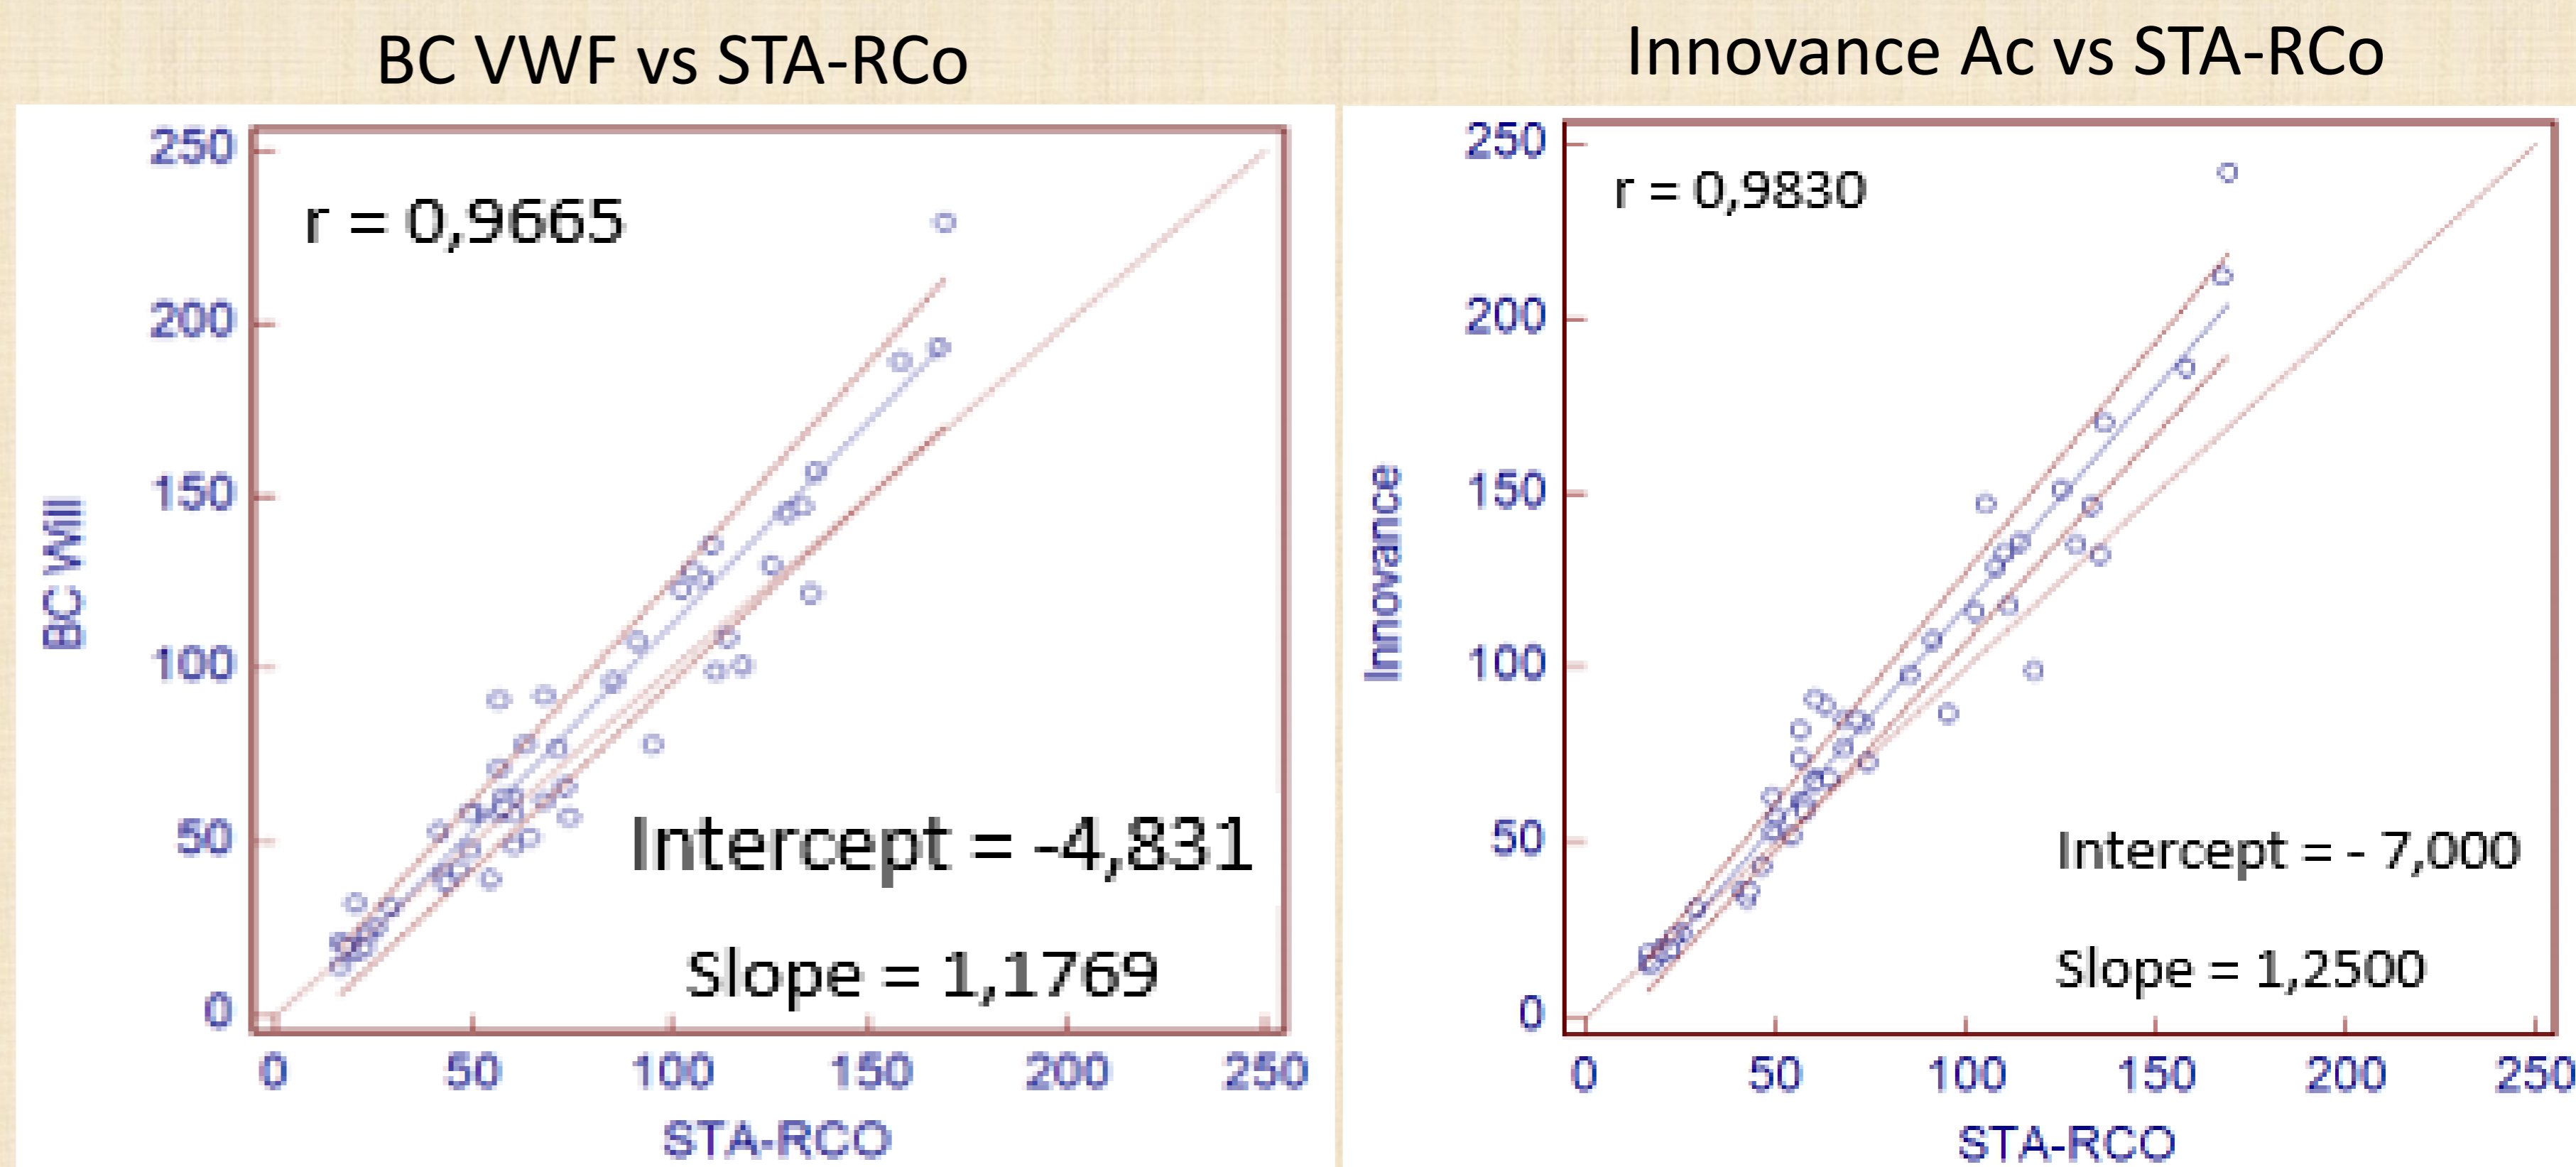 BC VWF vs STA-RCo
250
200
150
100
50
0
BC Will
r = 0,9665
Intercept = -4,831
Slope = 1,1769
0 50 100 150 200 250
STA-RCO
Innovance Ac vs STA-RCo
250
200
150
100
50
0
Innovance
r = 0,9830
Intercept = - 7,000
Slope = 1,2500
0 50 100 150 200 250
STA-RCO